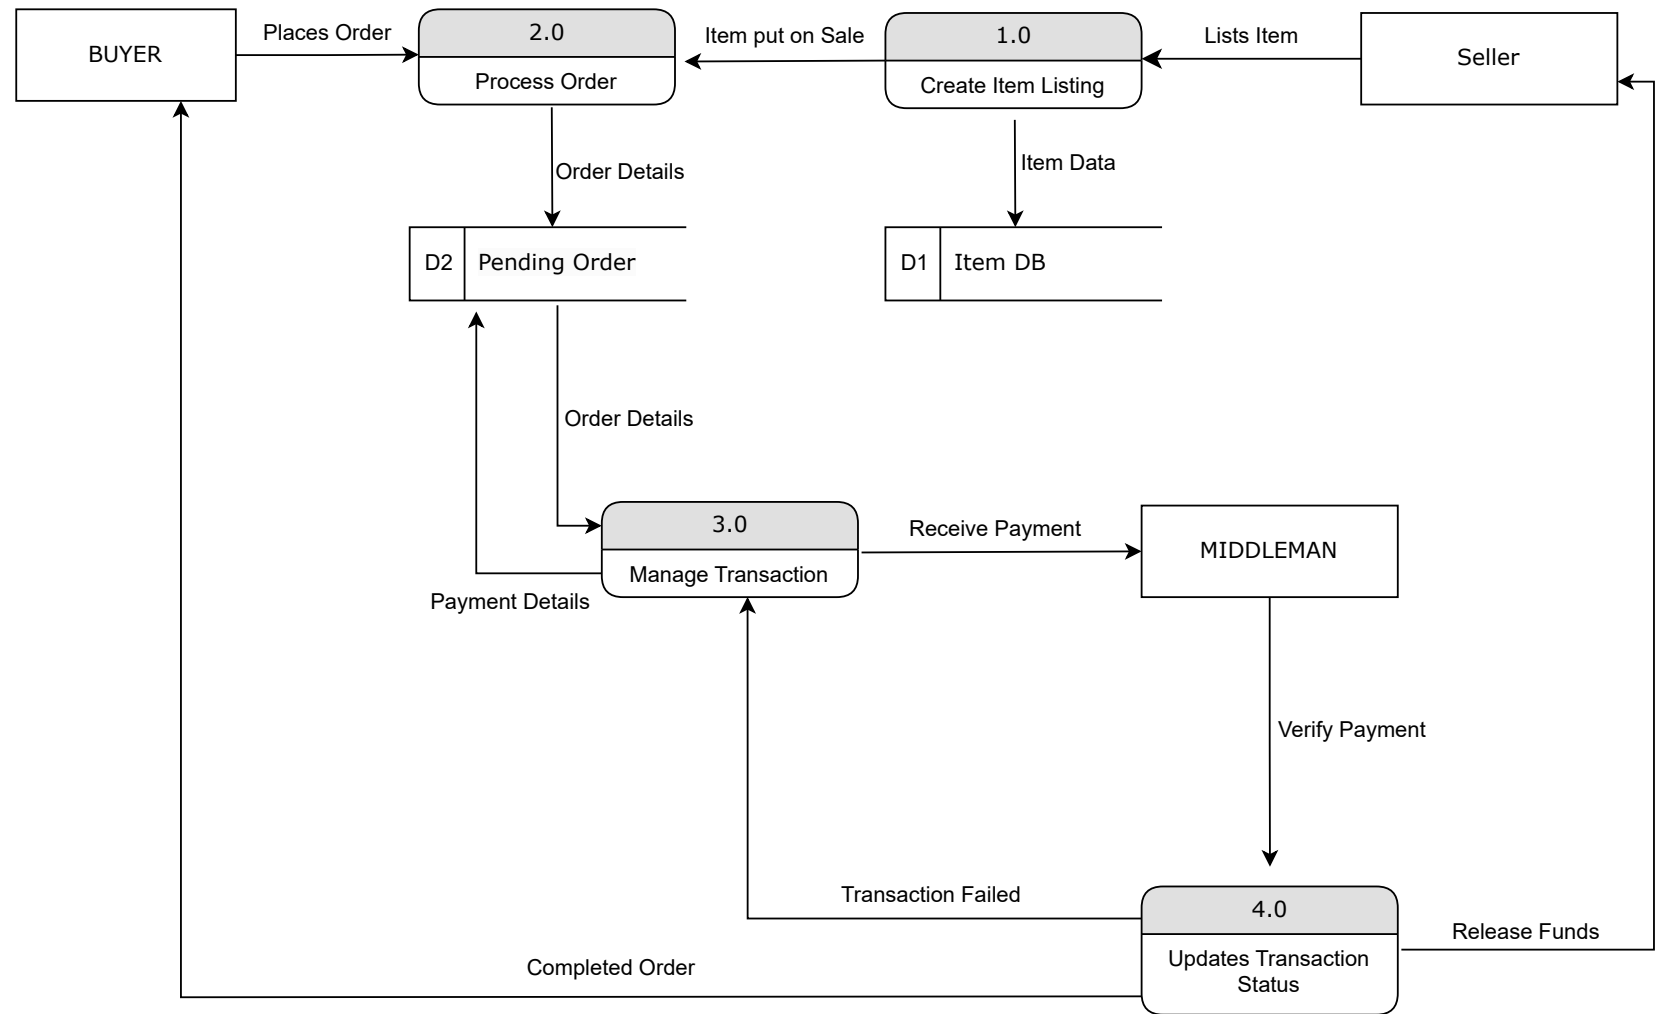 BUYER
Places Order
2.0
Process Order
Item put on Sale
1.0
Create Item Listing
Lists Item
Seller
Order Details
Item Data
D2
Pending Order
D1
Item DB
Order Details
3.0
Manage Transaction
Receive Payment
MIDDLEMAN
Payment Details
Verify Payment
Transaction Failed
4.0
Updates Transaction
Status
Release Funds
Completed Order